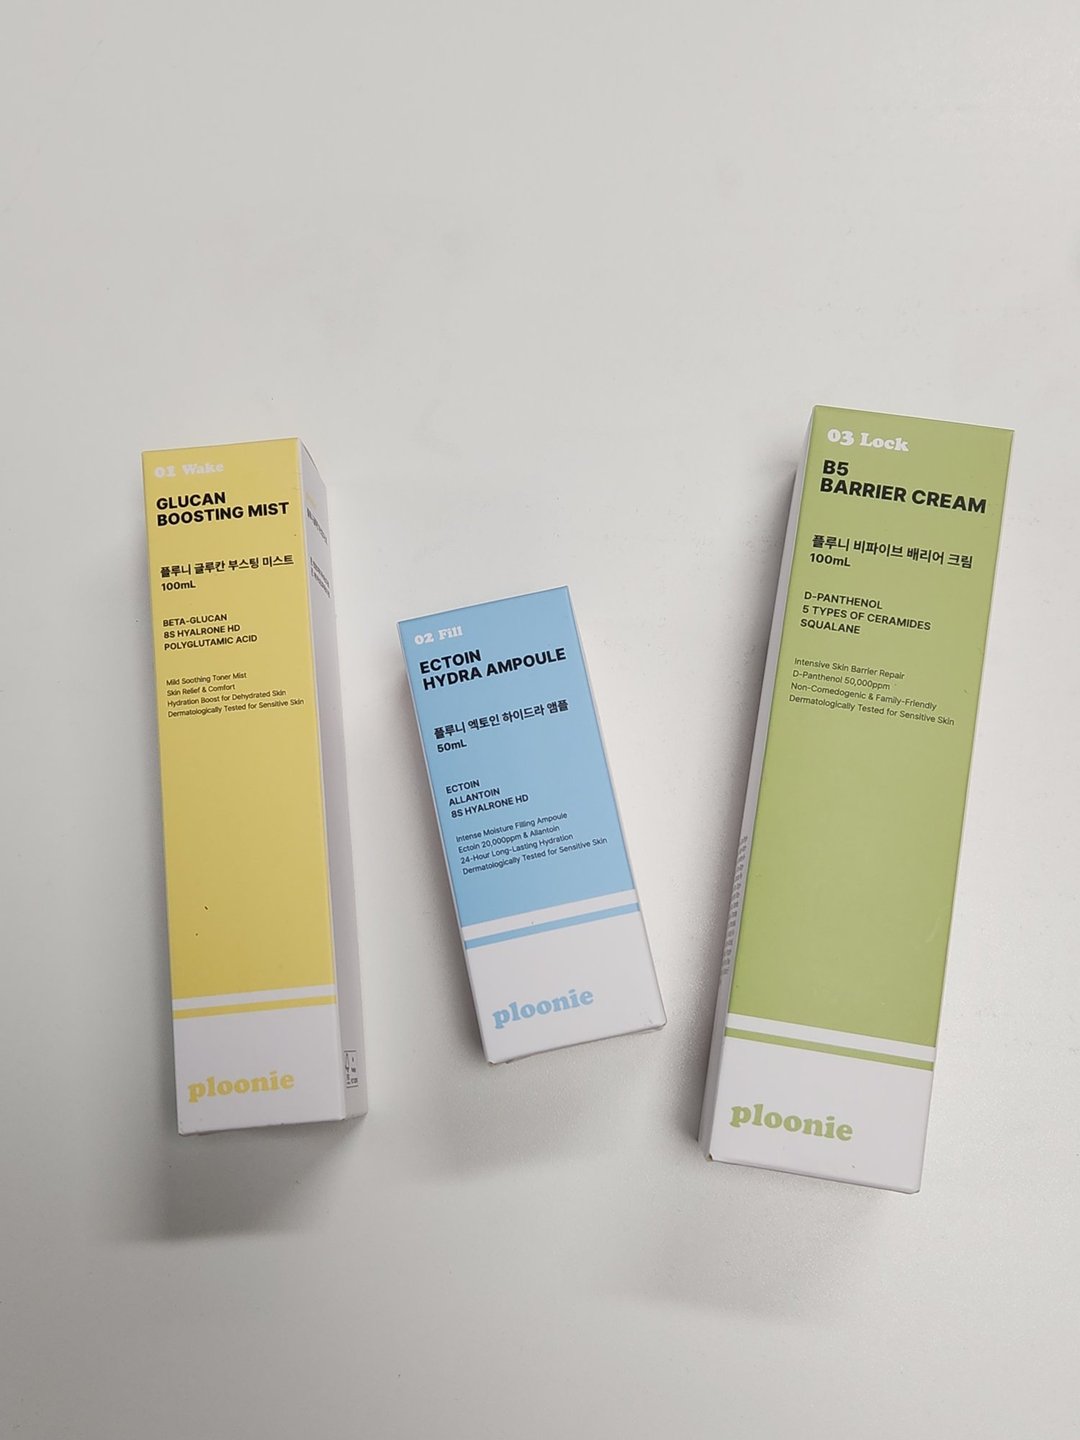 01 Wake
GLUCAN
BOOSTING MIST
플루니 글루칸 부스팅 미스트
100mL
BETA-GLUCAN
8S HYALRONE HD
POLYGLUTAMIC ACID
Mild Soothing Toner Mist
Skin Relief & Comfort
Hydration Boost for Dehydrated Skin
Dermatologically Tested for Sensitive Skin
ploonie
02 Fill
ECTOIN
HYDRA AMPOULE
플루니 엑토인 하이드라 앰플
50mL
ECTOIN
ALLANTOIN
8S HYALRONE HD
Intense Moisture Filling Ampoule
Ectoin 20,000ppm & Allantoin
24-Hour Long-Lasting Hydration
Dermatologically Tested for Sensitive Skin
ploonie
03 Lock
B5
BARRIER CREAM
플루니 비파이브 배리어 크림
100mL
D-PANTHENOL
5 TYPES OF CERAMIDES
SQUALANE
Intensive Skin Barrier Repair
D-Panthenol 50,000ppm
Non-Comedogenic & Family-Friendly
Dermatologically Tested for Sensitive Skin
ploonie